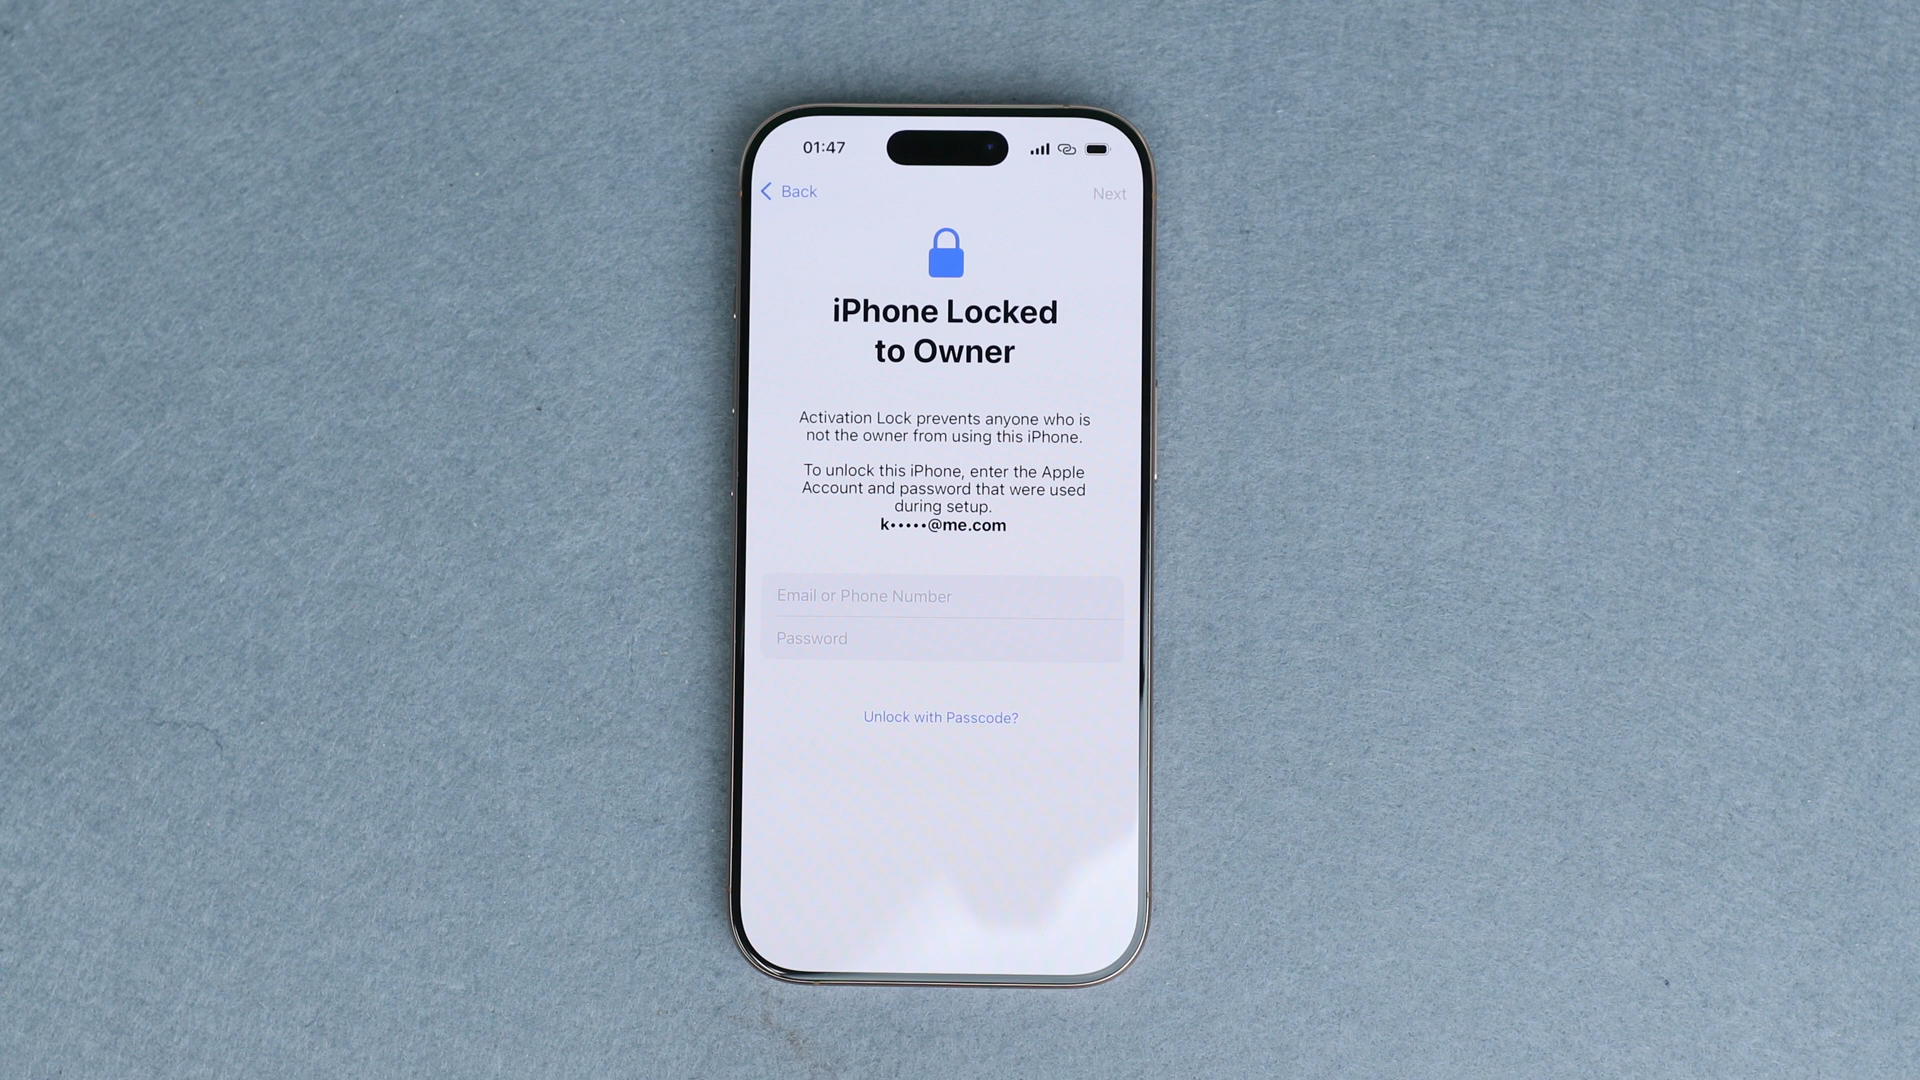 01:47
Back
Next
iPhone Locked
to Owner
Activation Lock prevents anyone who is
not the owner from using this iPhone.
To unlock this iPhone, enter the Apple
Account and password that were used
during setup.
k•••••@me.com
Email or Phone Number
Password
Unlock with Passcode?